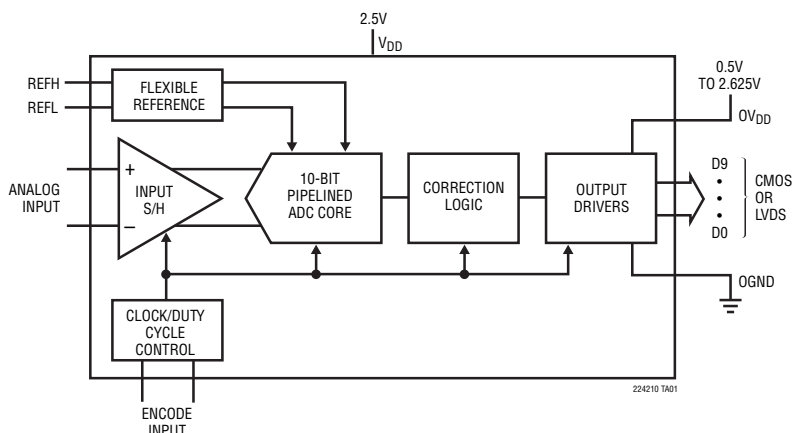 2.5V
VDD
REFH
REFL
FLEXIBLE
REFERENCE
0.5V
TO 2.625V
OVDD
ANALOG
INPUT
+
–
INPUT
S/H
10-BIT
PIPELINED
ADC CORE
CORRECTION
LOGIC
OUTPUT
DRIVERS
D9
•
•
•
D0
CMOS
OR
LVDS
OGND
CLOCK/DUTY
CYCLE
CONTROL
224210 TA01
ENCODE
INPUT